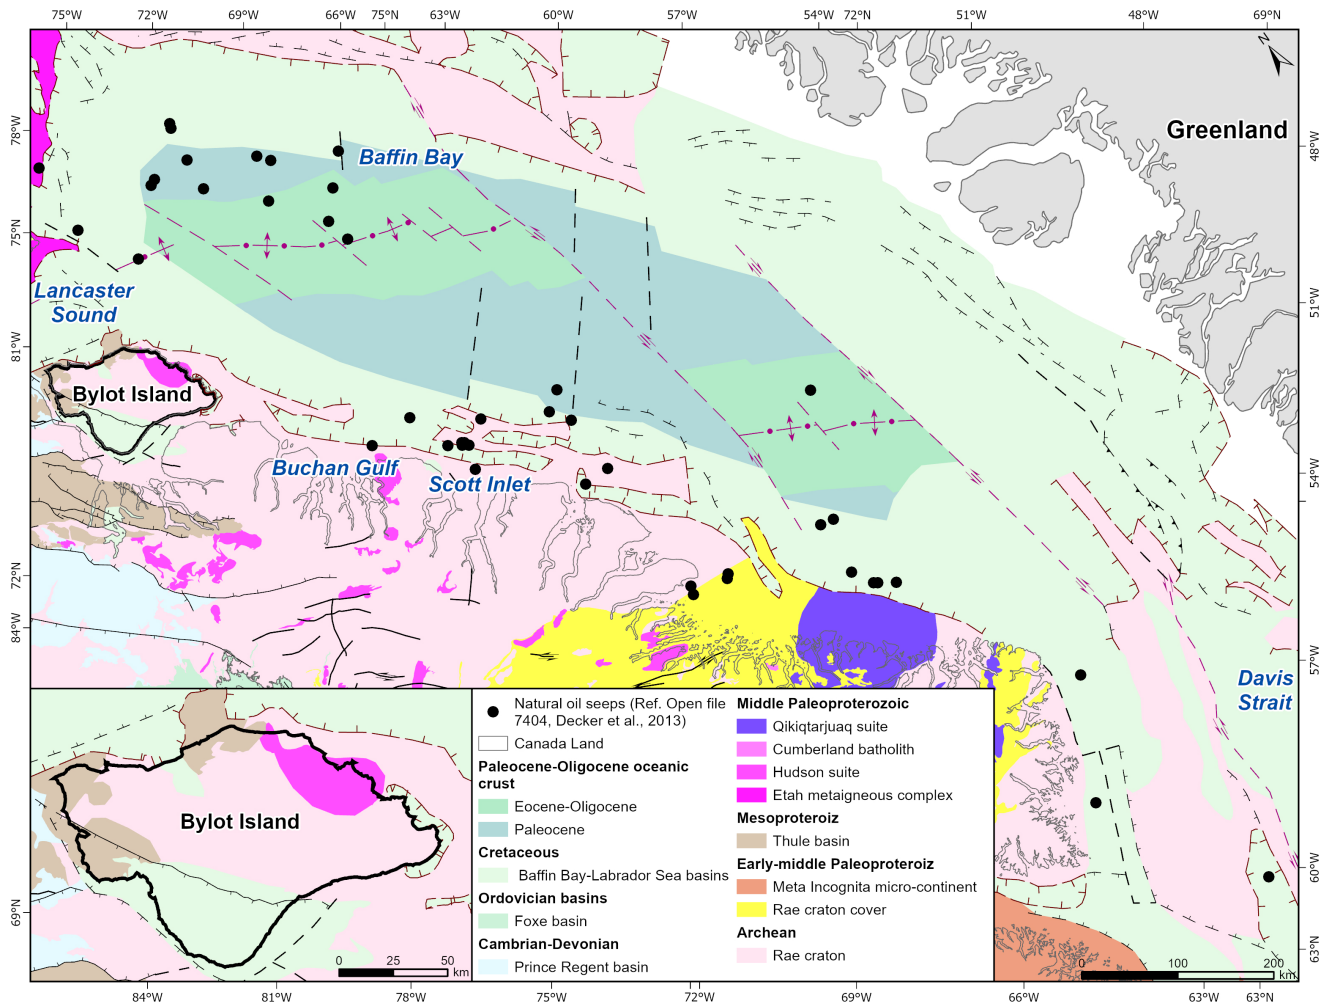 75°W 72°W 69°W 66°W 75°W 63°W 60°W 57°W 54°W 72°W 51°W 48°W 69°W
N
Greenland
78°W
48°W
Baffin Bay
75°W
Lancaster
Sound
51°W
81°W
Bylot Island
Buchan Gulf
Scott Inlet
54°W
72°W
84°W
57°W
Davis
Strait
Bylot Island
69°W
0 25 50
km
Natural oil seeps (Ref. Open file
7404, Decker et al., 2013)
Canada Land
Paleocene-Oligocene oceanic
crust
Eocene-Oligocene
Paleocene
Cretaceous
Baffin Bay-Labrador Sea basins
Ordovician basins
Foxe basin
Cambrian-Devonian
Prince Regent basin
Middle Paleoproterozoic
Qikiqtarjuaq suite
Cumberland batholith
Hudson suite
Etah metaigneous complex
Mesoproteroiz
Thule basin
Early-middle Paleoproteroiz
Meta Incognita micro-continent
Rae craton cover
Archean
Rae craton
60°W
63°W
0 100 200
km
84°W 81°W 78°W 75°W 72°W 69°W 66°W 63°W 63°W